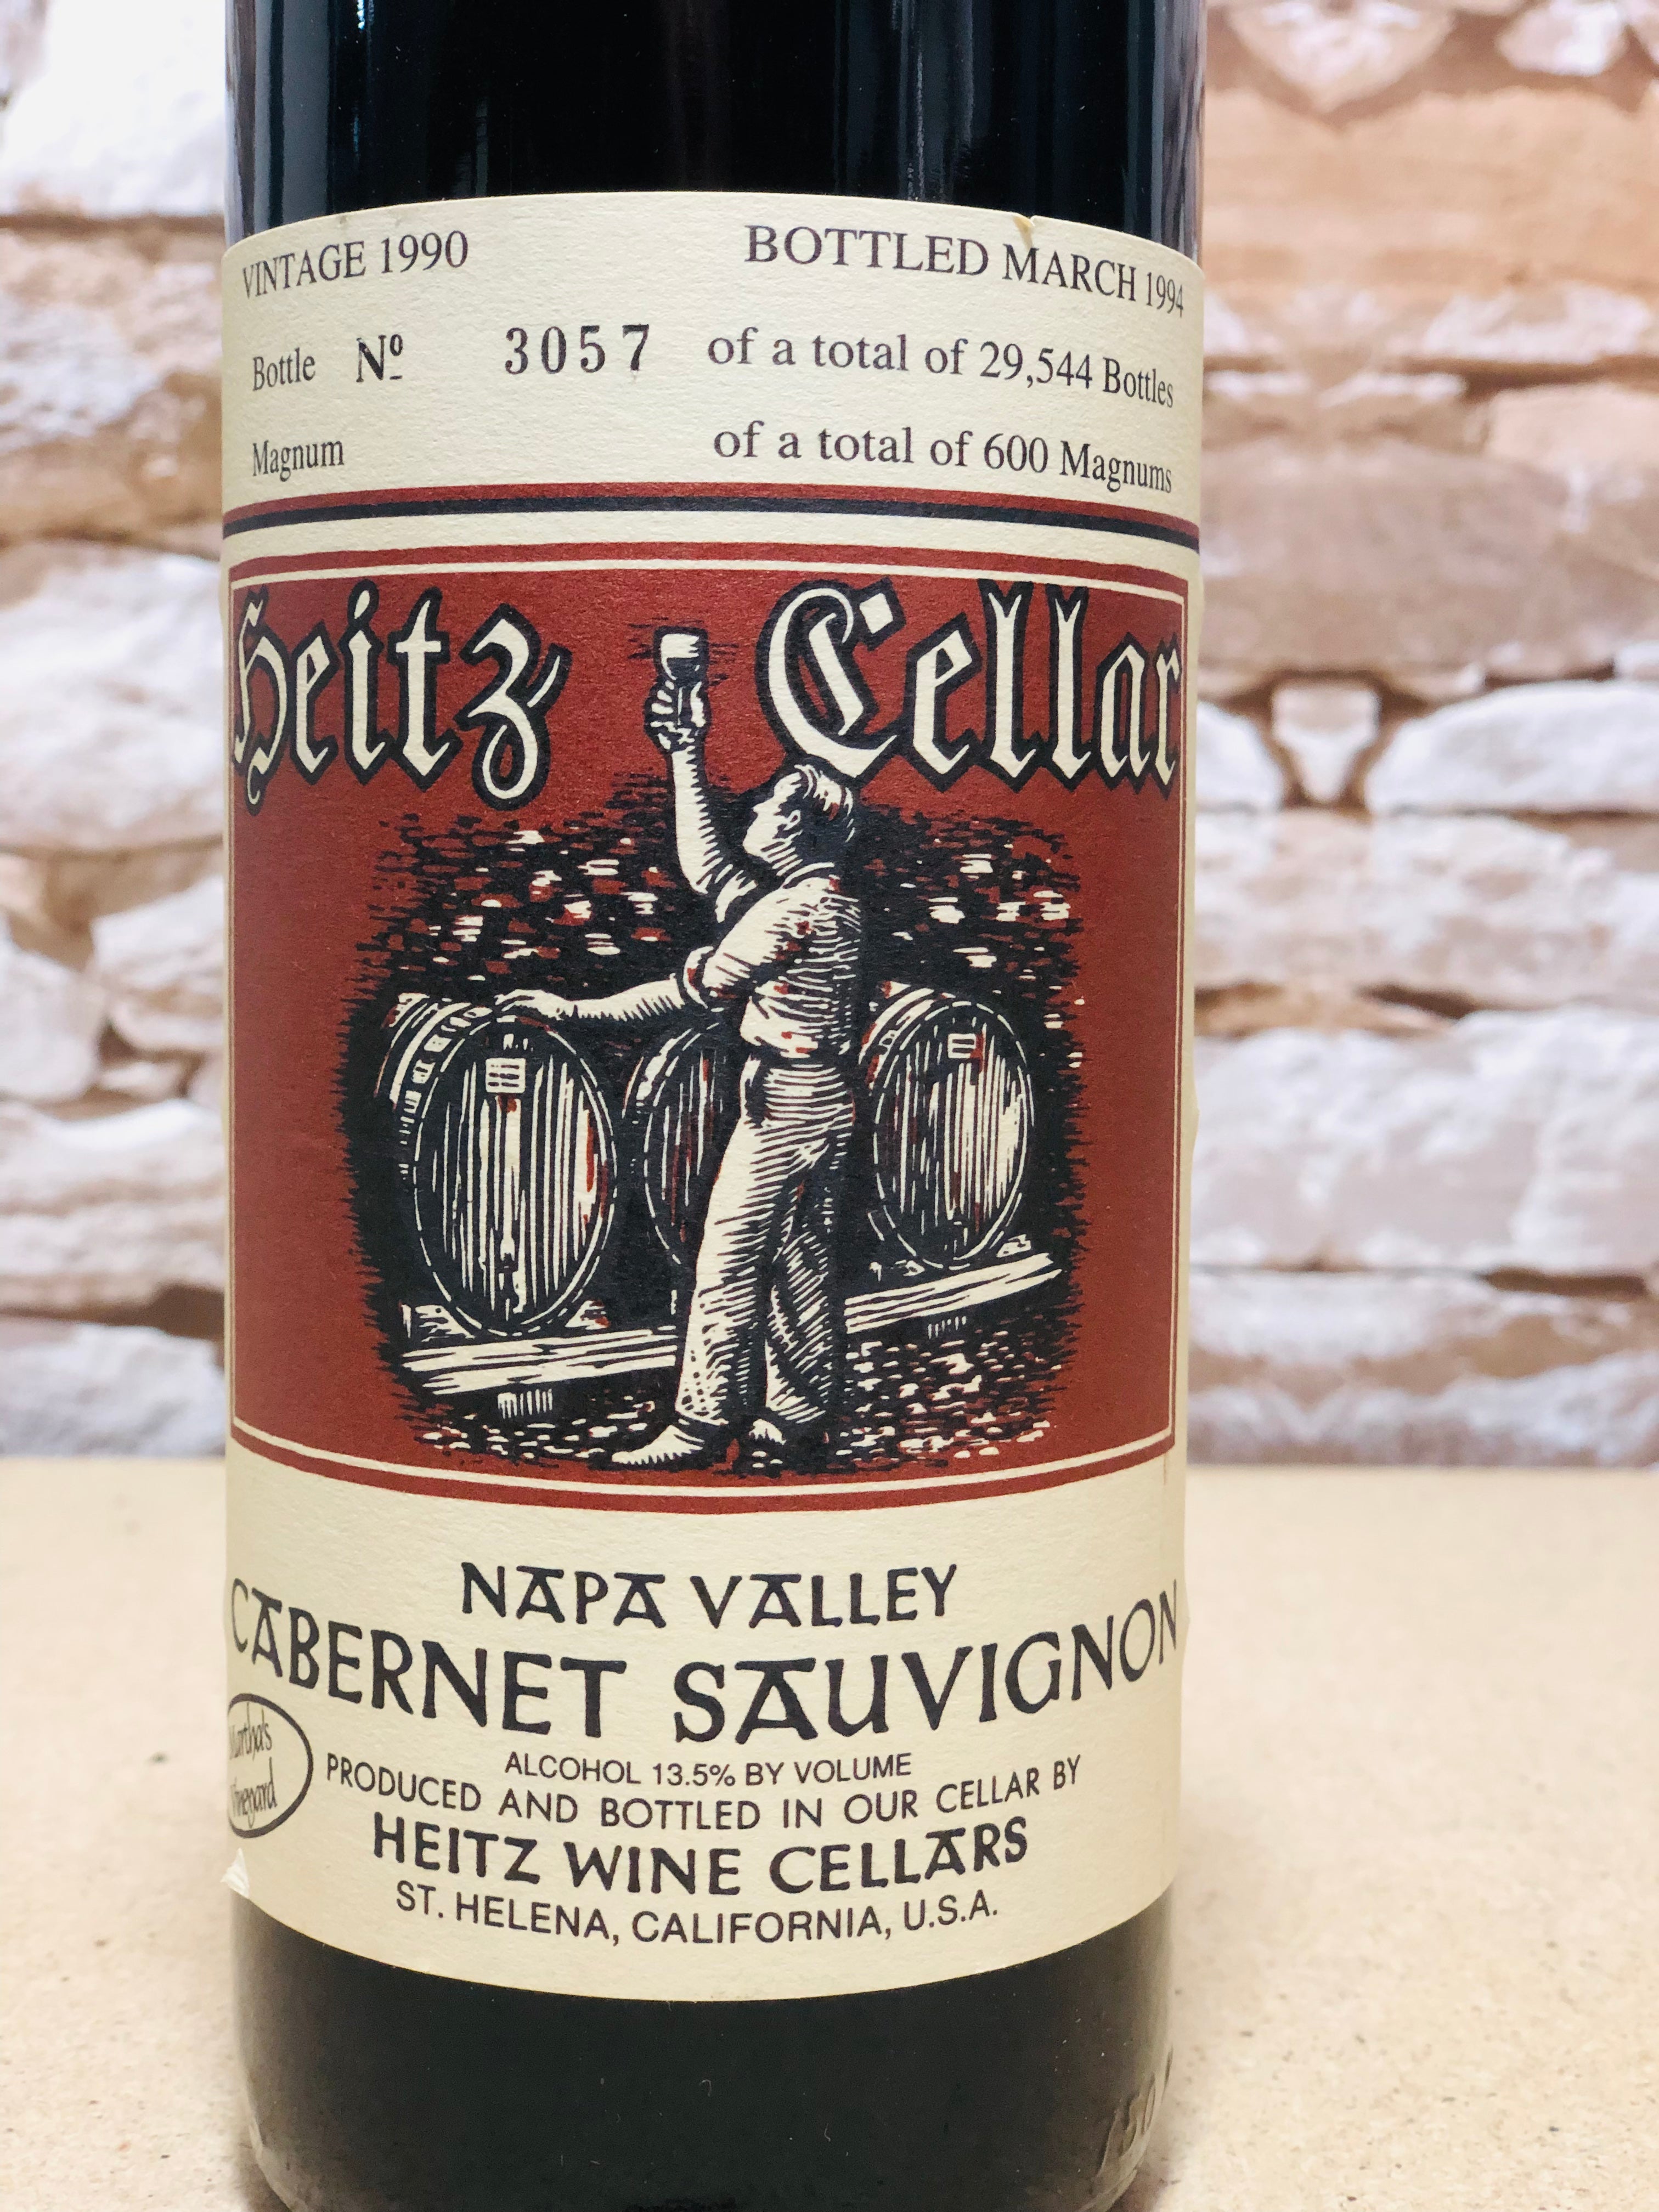 VINTAGE 1990 BOTTLED MARCH 1994
Bottle Nº 3057 of a total of 29,544 Bottles
Magnum of a total of 600 Magnums
Heitz Cellar
NAPA VALLEY
CABERNET SAUVIGNON
Martha's
Vineyard
ALCOHOL 13.5% BY VOLUME
PRODUCED AND BOTTLED IN OUR CELLAR BY
HEITZ WINE CELLARS
ST. HELENA, CALIFORNIA, U.S.A.
750